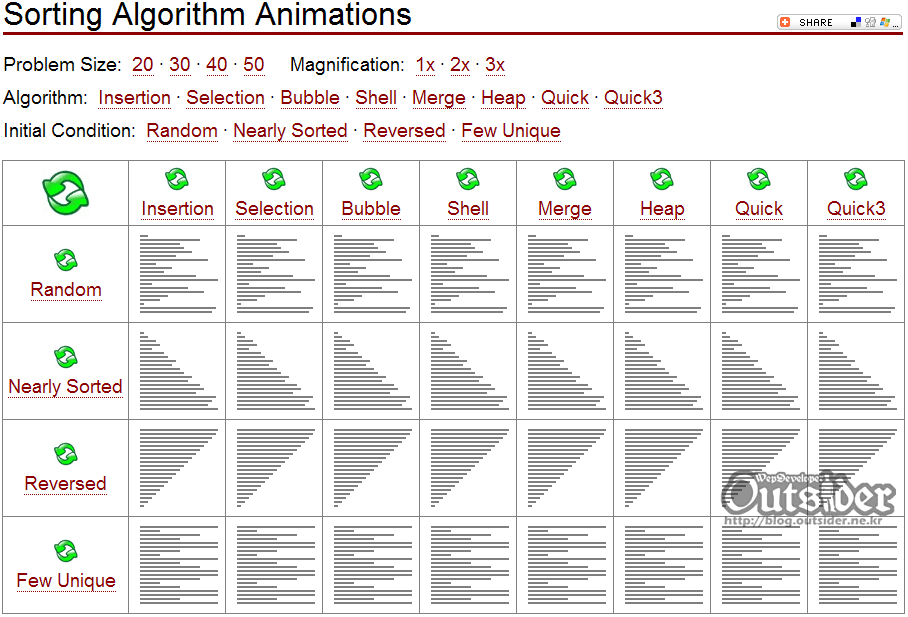 Sorting Algorithm Animations
SHARE
Problem Size: 20 · 30 · 40 · 50 Magnification: 1x · 2x · 3x
Algorithm: Insertion · Selection · Bubble · Shell · Merge · Heap · Quick · Quick3
Initial Condition: Random · Nearly Sorted · Reversed · Few Unique
Insertion Selection Bubble Shell Merge Heap Quick Quick3
Random
Nearly Sorted
Reversed
WepDeveloper
Outsider
http://blog.outsider.ne.kr
Few Unique